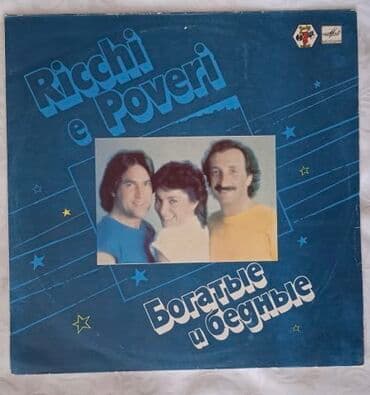 Ricchi
e Poveri
Богатые
и бедные